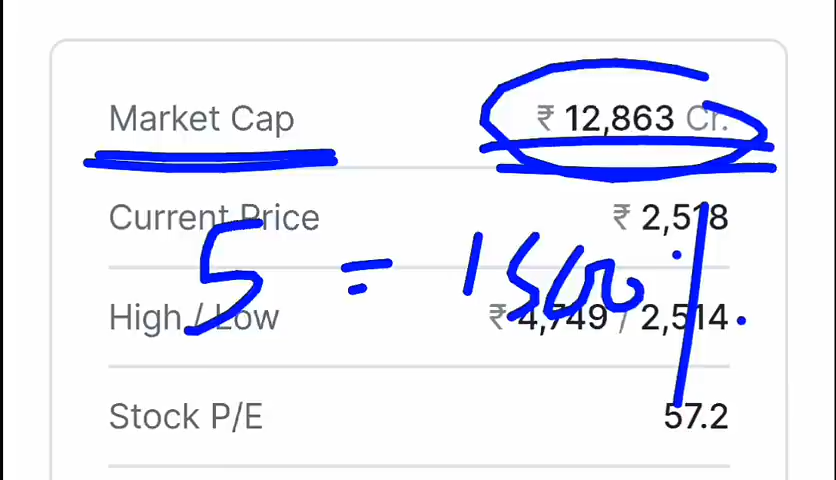 Market Cap ₹ 12,863 Cr.
Current Price ₹ 2,518
5 = 1500%
High / Low ₹ 4,749 / 2,514
Stock P/E 57.2